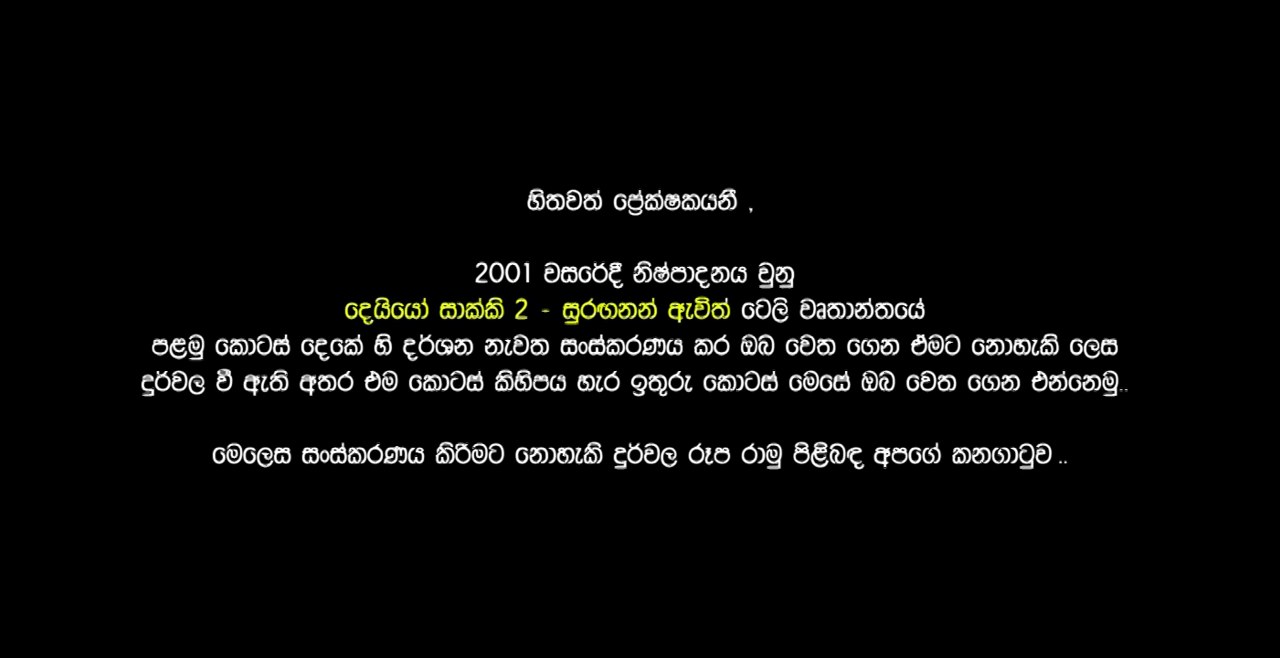 හිතවත් ප්‍රේක්ෂකයනී ,
2001 වසරේදී නිෂ්පාදනය වුනු
දෙයියෝ සාක්කි 2 - සුරඟනන් ඇවිත් ටෙලි වෘතාන්තයේ
පළමු කොටස් දෙකේ හි දර්ශන නැවත සංස්කරණය කර ඔබ වෙත ගෙන ඒමට නොහැකි ලෙස
දුර්වල වී ඇති අතර එම කොටස් කිහිපය හැර ඉතුරු කොටස් මෙසේ ඔබ වෙත ගෙන එන්නෙමු..
මෙලෙස සංස්කරණය කිරීමට නොහැකි දුර්වල රූප රාමු පිළිබඳ අපගේ කනගාටුව ..